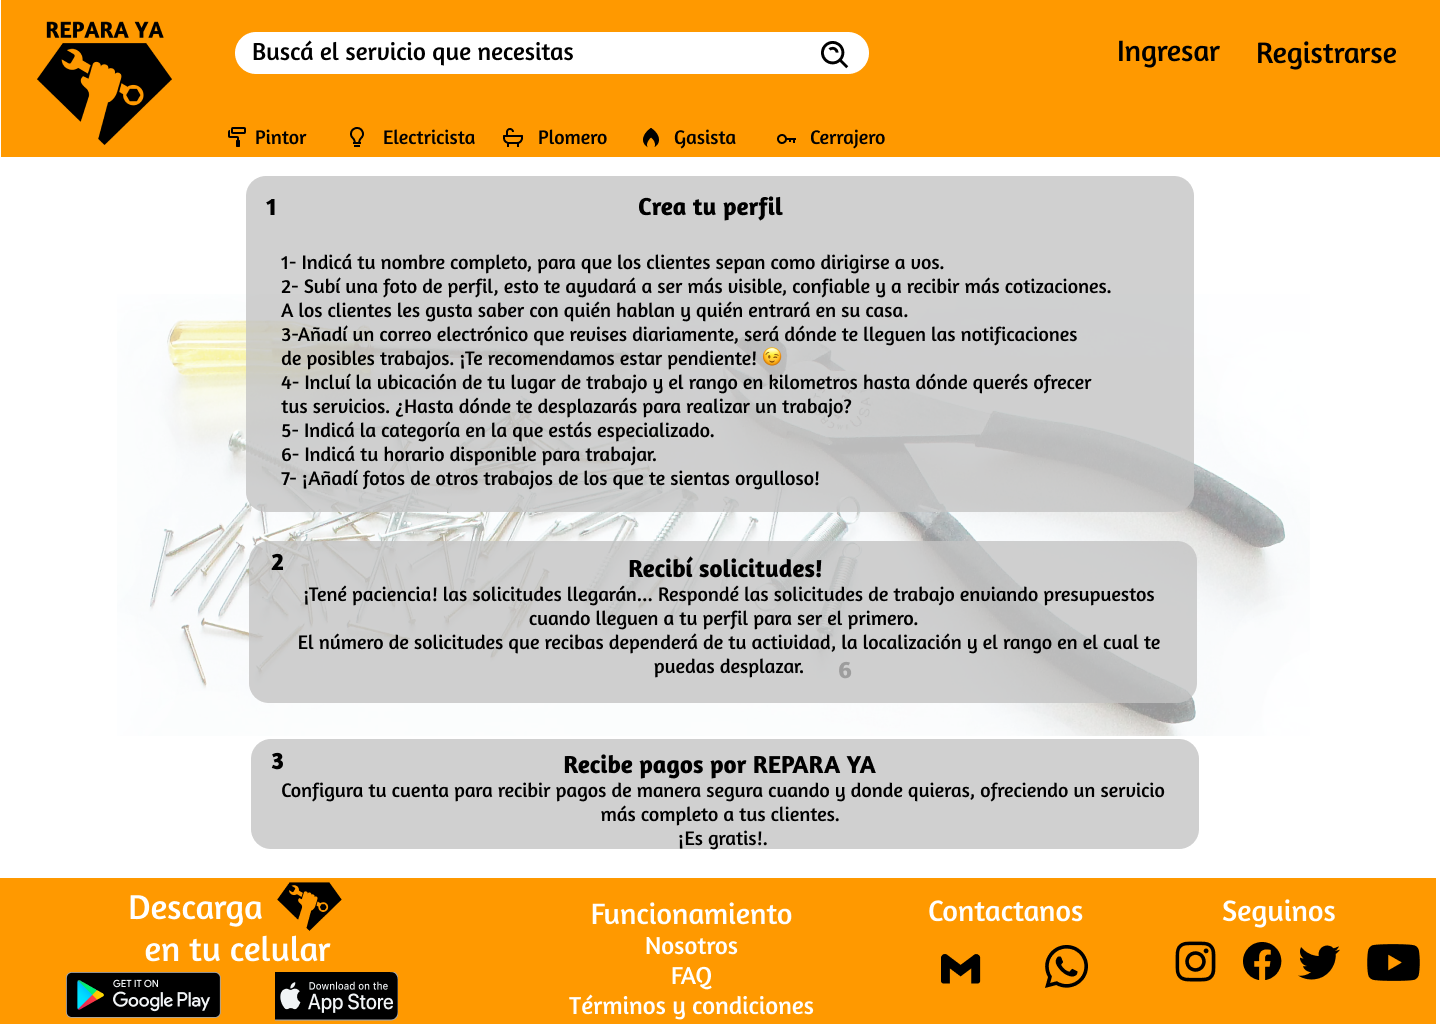 REPARA YA
Buscá el servicio que necesitas
Ingresar
Registrarse
Pintor
Electricista
Plomero
Gasista
Cerrajero
1
Crea tu perfil
1- Indicá tu nombre completo, para que los clientes sepan como dirigirse a vos.
2- Subí una foto de perfil, esto te ayudará a ser más visible, confiable y a recibir más cotizaciones.
A los clientes les gusta saber con quién hablan y quién entrará en su casa.
3-Añadí un correo electrónico que revises diariamente, será dónde te lleguen las notificaciones
de posibles trabajos. ¡Te recomendamos estar pendiente! 😉
4- Incluí la ubicación de tu lugar de trabajo y el rango en kilometros hasta dónde querés ofrecer
tus servicios. ¿Hasta dónde te desplazarás para realizar un trabajo?
5- Indicá la categoría en la que estás especializado.
6- Indicá tu horario disponible para trabajar.
7- ¡Añadí fotos de otros trabajos de los que te sientas orgulloso!
2
Recibí solicitudes!
¡Tené paciencia! las solicitudes llegarán... Respondé las solicitudes de trabajo enviando presupuestos
cuando lleguen a tu perfil para ser el primero.
El número de solicitudes que recibas dependerá de tu actividad, la localización y el rango en el cual te
puedas desplazar.
6
3
Recibe pagos por REPARA YA
Configura tu cuenta para recibir pagos de manera segura cuando y donde quieras, ofreciendo un servicio
más completo a tus clientes.
¡Es gratis!.
Descarga
en tu celular
GET IT ON
Google Play
Download on the
App Store
Funcionamiento
Nosotros
FAQ
Términos y condiciones
Contactanos
Seguinos